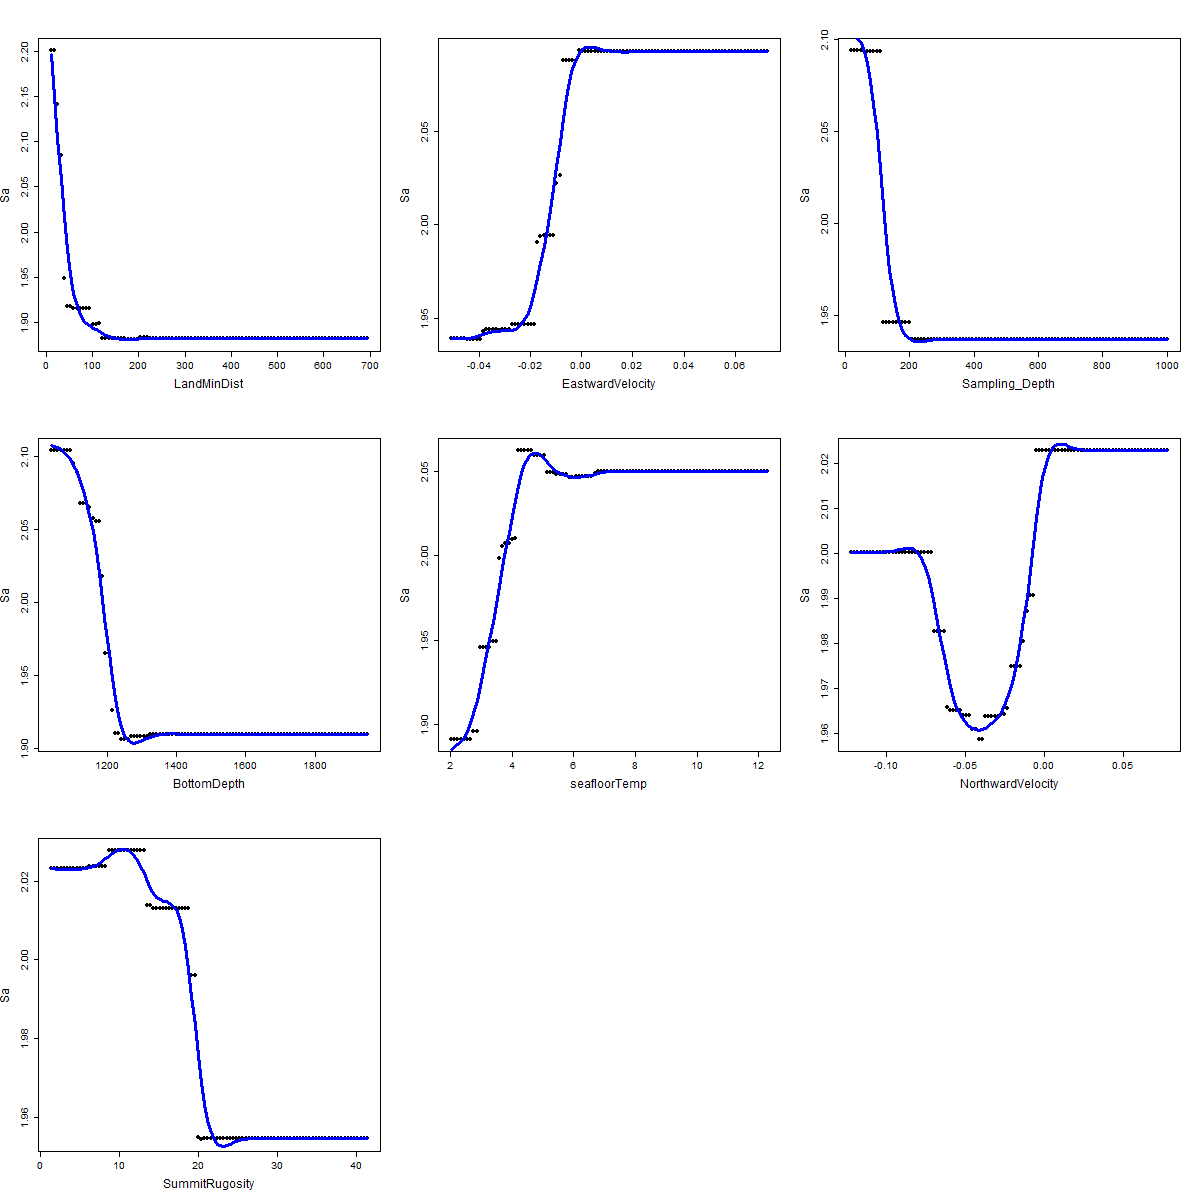 2.20
2.15
2.10
2.05
2.00
1.95
1.90
Sa
0 100 200 300 400 500 600 700
LandMinDist
2.05
2.00
1.95
Sa
-0.04 -0.02 0.00 0.02 0.04 0.06
EastwardVelocity
2.10
2.05
2.00
1.95
Sa
0 200 400 600 800 1000
Sampling_Depth
2.10
2.05
2.00
1.95
1.90
Sa
1200 1400 1600 1800
BottomDepth
2.05
2.00
1.95
1.90
Sa
2 4 6 8 10 12
seafloorTemp
2.02
2.01
2.00
1.99
1.98
1.97
1.96
Sa
-0.10 -0.05 0.00 0.05
NorthwardVelocity
2.02
2.00
1.98
1.96
Sa
0 10 20 30 40
SummitRugosity